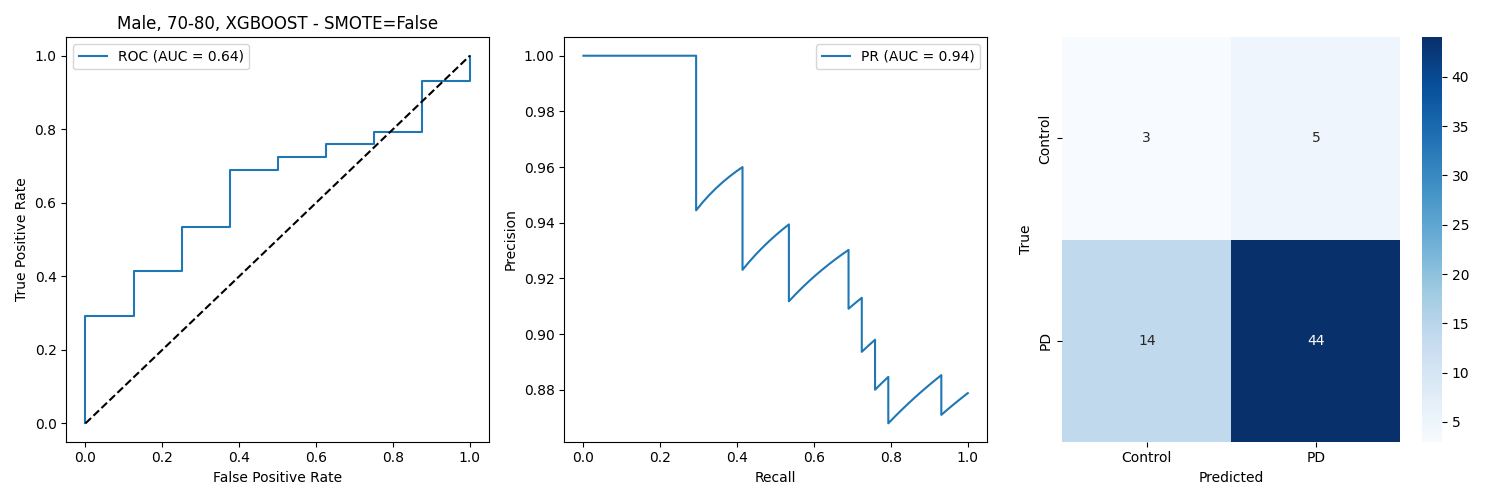 Male, 70-80, XGBOOST - SMOTE=False
ROC (AUC = 0.64)
1.0
0.8
0.6
0.4
0.2
0.0
True Positive Rate
0.0 0.2 0.4 0.6 0.8 1.0
False Positive Rate
PR (AUC = 0.94)
1.00
0.98
0.96
0.94
0.92
0.90
0.88
Precision
0.0 0.2 0.4 0.6 0.8 1.0
Recall
Control
PD
True
3 5
14 44
Control PD
Predicted
40
35
30
25
20
15
10
5